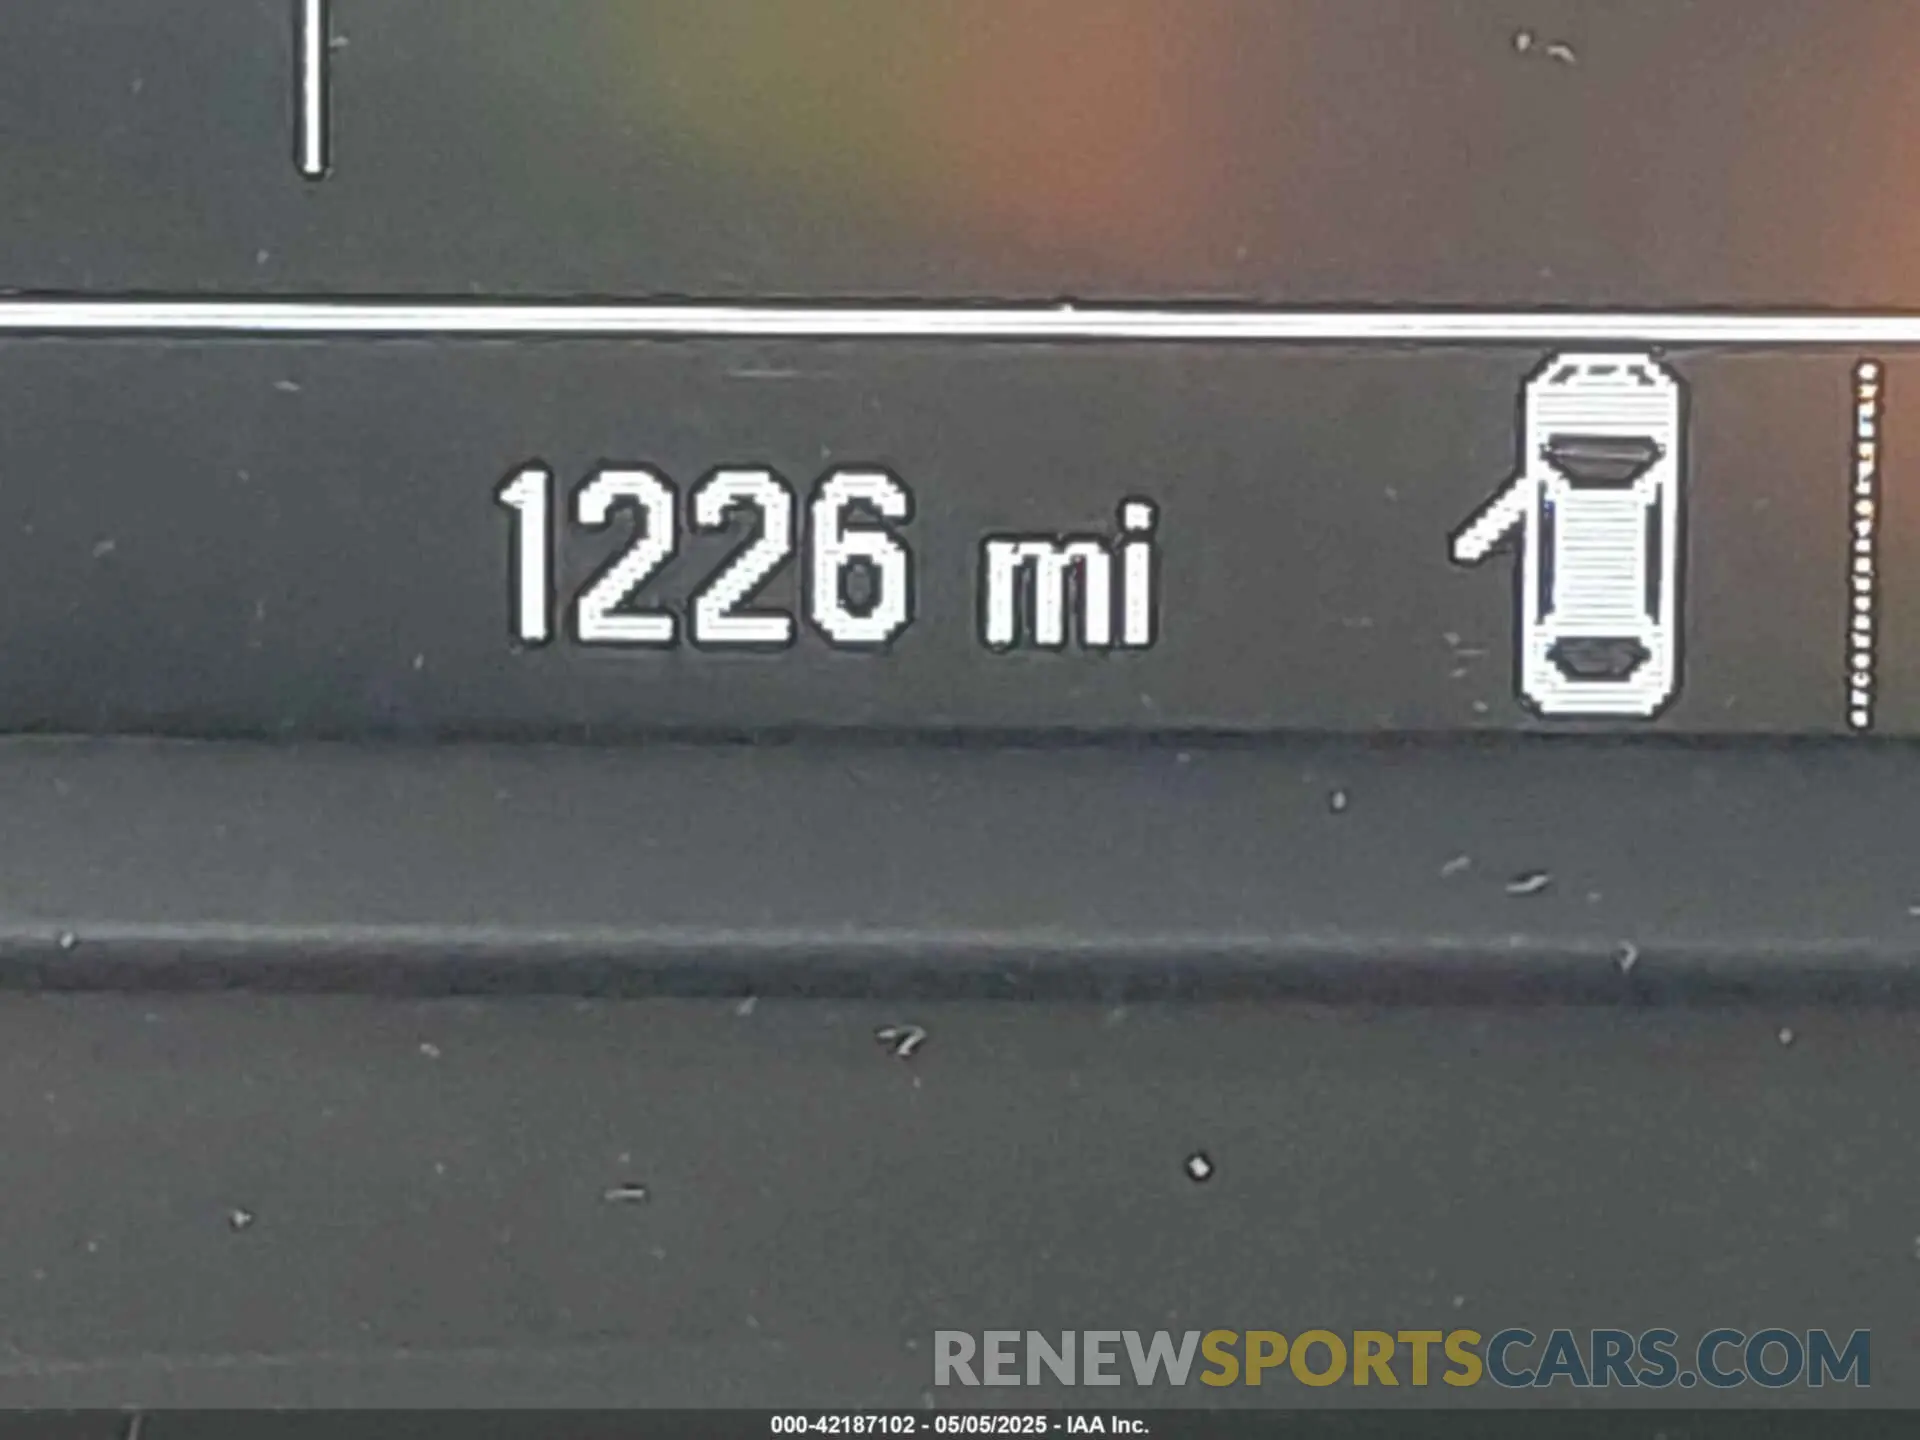 1226 mi
RENEWSPORTSCARS.COM
000-42187102 - 05/05/2025 - IAA Inc.